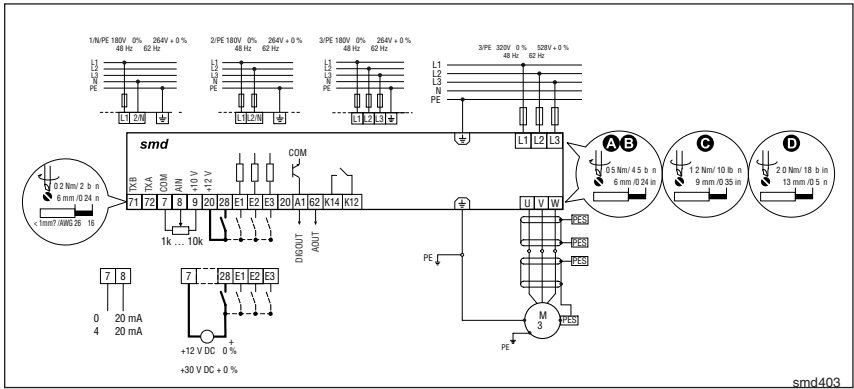 1/N/PE 180V 0% 264V + 0 %
48 Hz 62 Hz
L1
L2
L3
N
PE
L1 2/N
2/PE 180V 0% 264V + 0 %
48 Hz 62 Hz
L1
L2
L3
N
PE
L1 L2/N
3/PE 180V 0% 264V + 0 %
48 Hz 62 Hz
L1
L2
L3
N
PE
L1 L2 L3
3/PE 320V 0 % 528V + 0 %
48 Hz 62 Hz
L1
L2
L3
N
PE
L1 L2 L3
smd
TXB TXA COM AIN +10 V +12 V
COM
71 72 7 8 9 20 28 E1 E2 E3 20 A1 62 K14 K12
U V W
0 2 Nm/ 2 b n
6 mm /0 24 n
< 1mm? /AWG 26 16
A B
0 5 Nm/ 4 5 b n
6 mm /0 24 in
C
1 2 Nm/ 10 lb n
9 mm /0 35 in
D
2 0 Nm/ 18 b in
13 mm /0 5 n
1k ... 10k
DIGOUT
AOUT
PE
PES
PES
PES
PES
M
3
PE
7 8
0 20 mA
4 20 mA
7 28 E1 E2 E3
+12 V DC 0 %
+
+30 V DC + 0 %
smd403